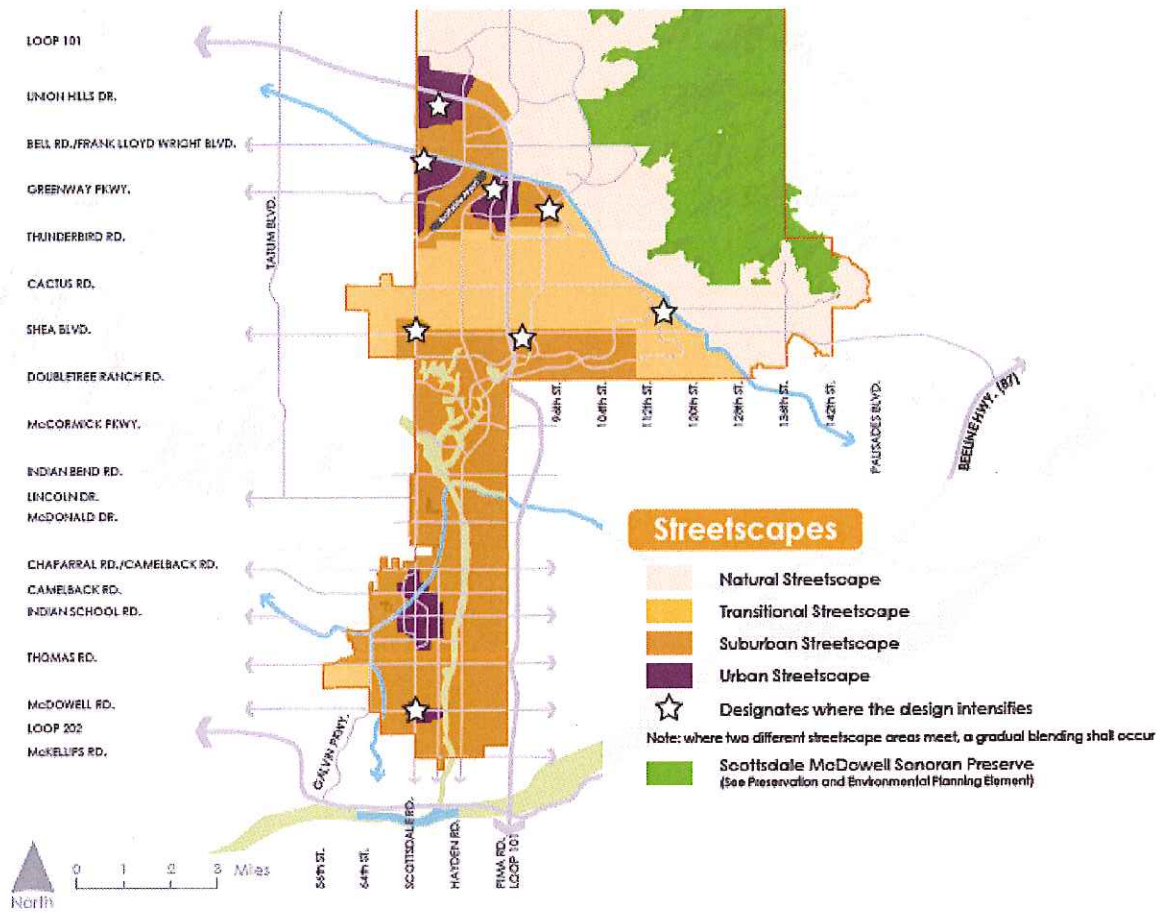 LOOP 101
UNION HLLS DR.
BELL RD./FRANK LLOYD WRIGHT BLVD.
GREENWAY PKWY.
THUNDERBIRD RD.
CACTUS RD.
SHEA BLVD.
DOUBLETREE RANCH RD.
McCORMICK PKWY.
INDIAN BEND RD.
LINCOLN DR.
McDONALD DR.
CHAPARRAL RD./CAMELBACK RD.
CAMELBACK RD.
INDIAN SCHOOL RD.
THOMAS RD.
McDOWELL RD.
LOOP 202
McKELLIPS RD.
TATUM BLVD.
96th ST.
104th ST.
112th ST.
120th ST.
128th ST.
136th ST.
142th ST.
PALISADES BLVD.
BEELINE HWY. (87)
GALVIN PKWY.
56th ST.
64th ST.
SCOTTSDALE RD.
HAYDEN RD.
PIMA RD.
LOOP 101
Streetscapes
Natural Streetscape
Transitional Streetscape
Suburban Streetscape
Urban Streetscape
Designates where the design intensifies
Note: where two different streetscape areas meet, a gradual blending shall occur
Scottsdale McDowell Sonoran Preserve
(See Preservation and Environmental Planning Element)
0 1 2 3 Miles
North